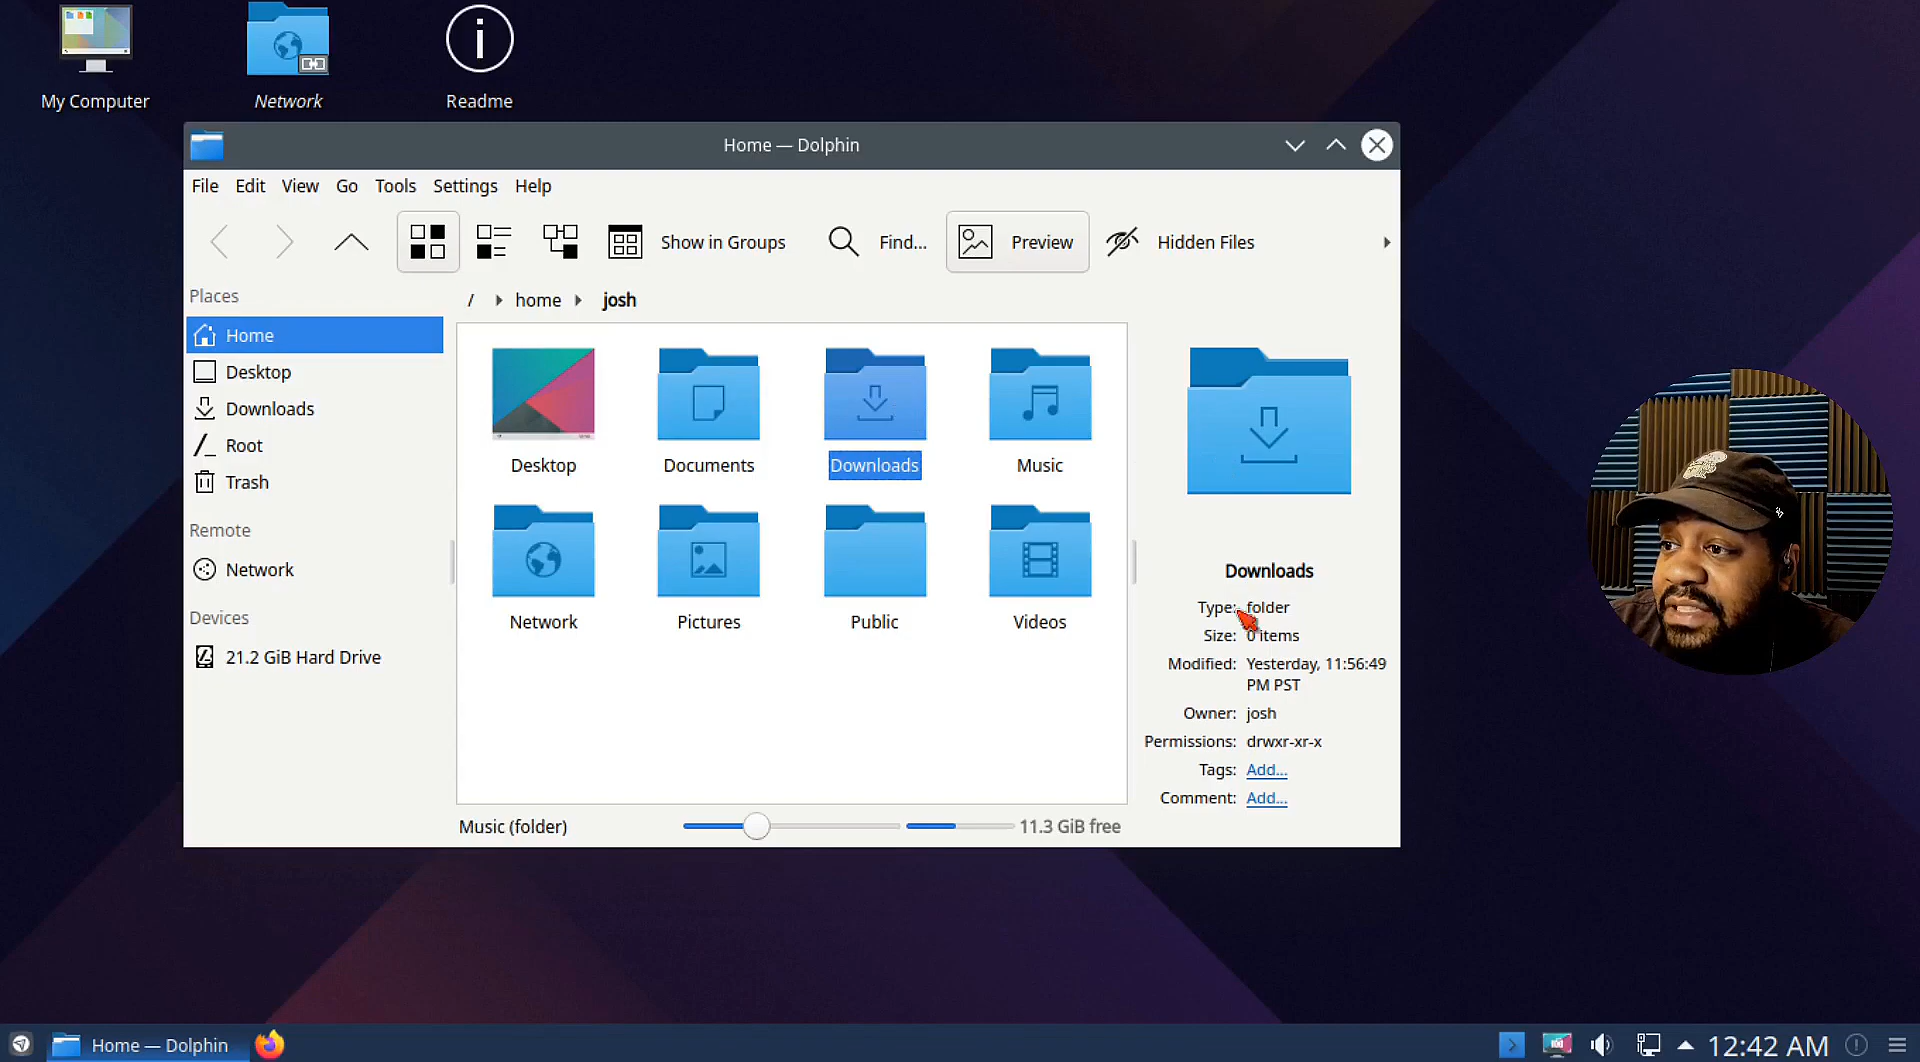 My Computer
Network
Readme
Home — Dolphin
File Edit View Go Tools Settings Help
Show in Groups
Find...
Preview
Hidden Files
Places
/ home josh
Home
Desktop
Downloads
Root
Trash
Remote
Network
Devices
21.2 GiB Hard Drive
Desktop
Documents
Downloads
Music
Network
Pictures
Public
Videos
Downloads
Type: folder
Size: 0 items
Modified: Yesterday, 11:56:49
PM PST
Owner: josh
Permissions: drwxr-xr-x
Tags: Add...
Comment: Add...
Music (folder)
11.3 GiB free
Home — Dolphin
12:42 AM